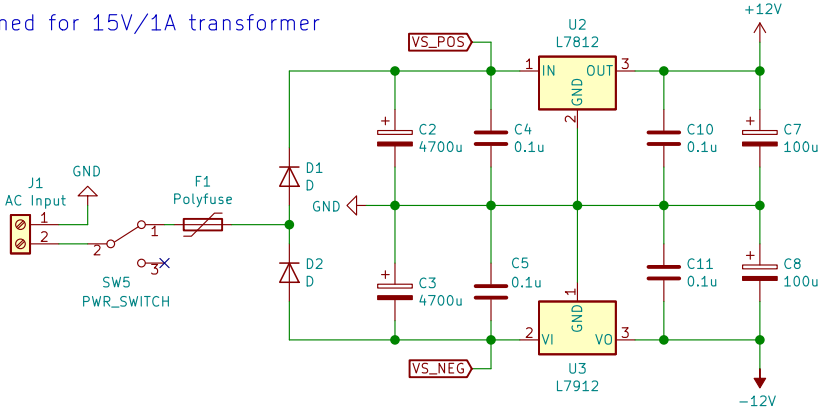 ned for 15V/1A transformer
+12V
U2
L7812
VS_POS
1 IN OUT 3
GND
2
C2
4700u
C4
0.1u
C10
0.1u
C7
100u
J1
AC Input
GND
F1
Polyfuse
D1
D
GND
1
2
2
1
3
SW5
PWR_SWITCH
D2
D
C3
4700u
C5
0.1u
C11
0.1u
C8
100u
1
GND
2 VI VO 3
VS_NEG
U3
L7912
-12V